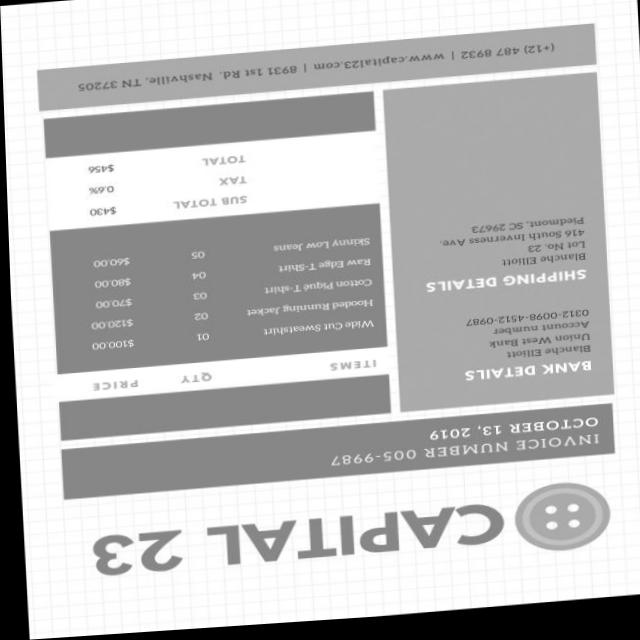 CAPITAL 23
INVOICE NUMBER 005-9987
OCTOBER 13, 2019
BANK DETAILS
Blanche Elliott
Union West Bank
Account number
0312-0098-4512-0987
SHIPPING DETAILS
Blanche Elliott
Lot No. 23
416 South Inverness Ave.
Piedmont, SC 29673
ITEMS QTY PRICE
Wide Cut Sweatshirt 01 $100.00
Hooded Running Jacket 02 $120.00
Cotton Piqué T-shirt 03 $70.00
Raw Edge T-Shirt 04 $80.00
Skinny Low Jeans 05 $60.00
SUB TOTAL $430
TAX 0.6%
TOTAL $456
(+12) 487 8932 | www.capital23.com | 8931 1st Rd. Nashville, TN 37205